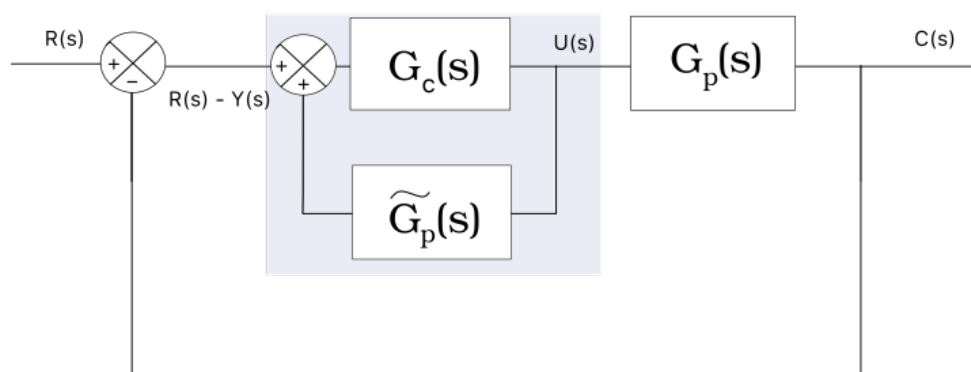 R(s)
+
−
R(s) - Y(s)
+
+
G_c(s)
U(s)
G_p(s)
C(s)
G̃_p(s)